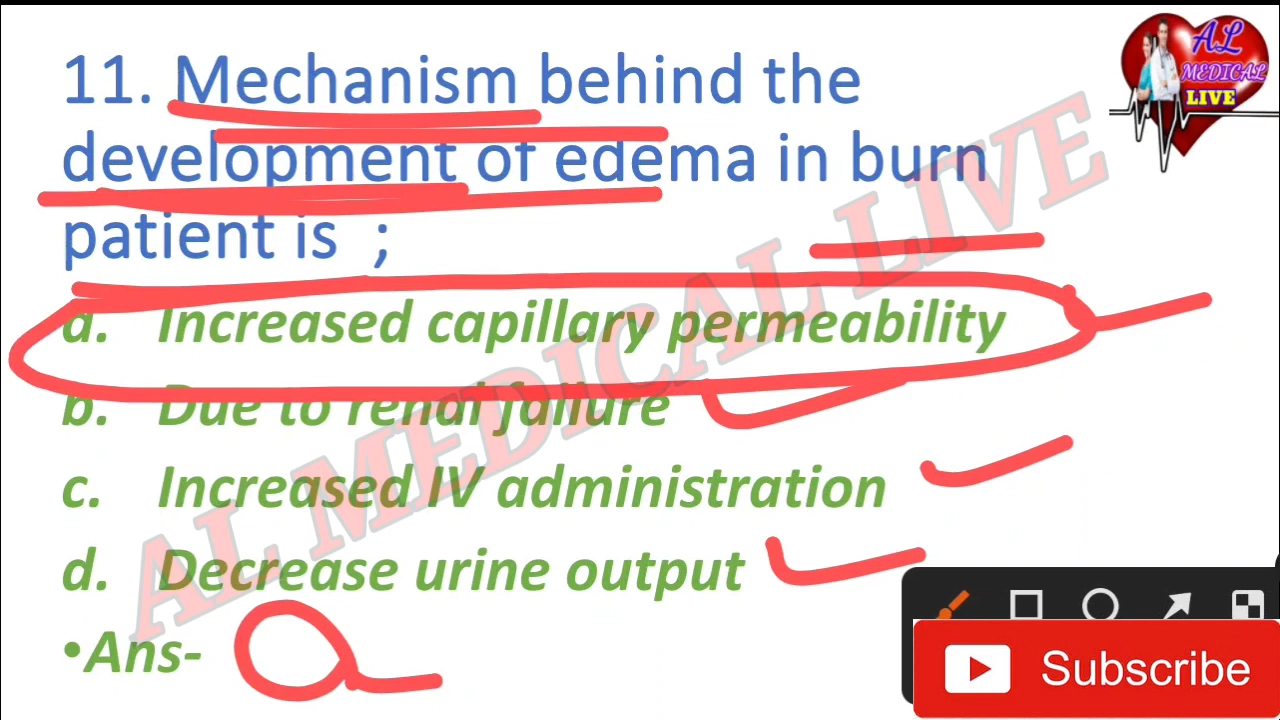 11. Mechanism behind the
development of edema in burn
patient is ;
a. Increased capillary permeability
b. Due to renal failure
c. Increased IV administration
d. Decrease urine output
•Ans- a
AL
MEDICAL
LIVE
AL MEDICAL LIVE
Subscribe